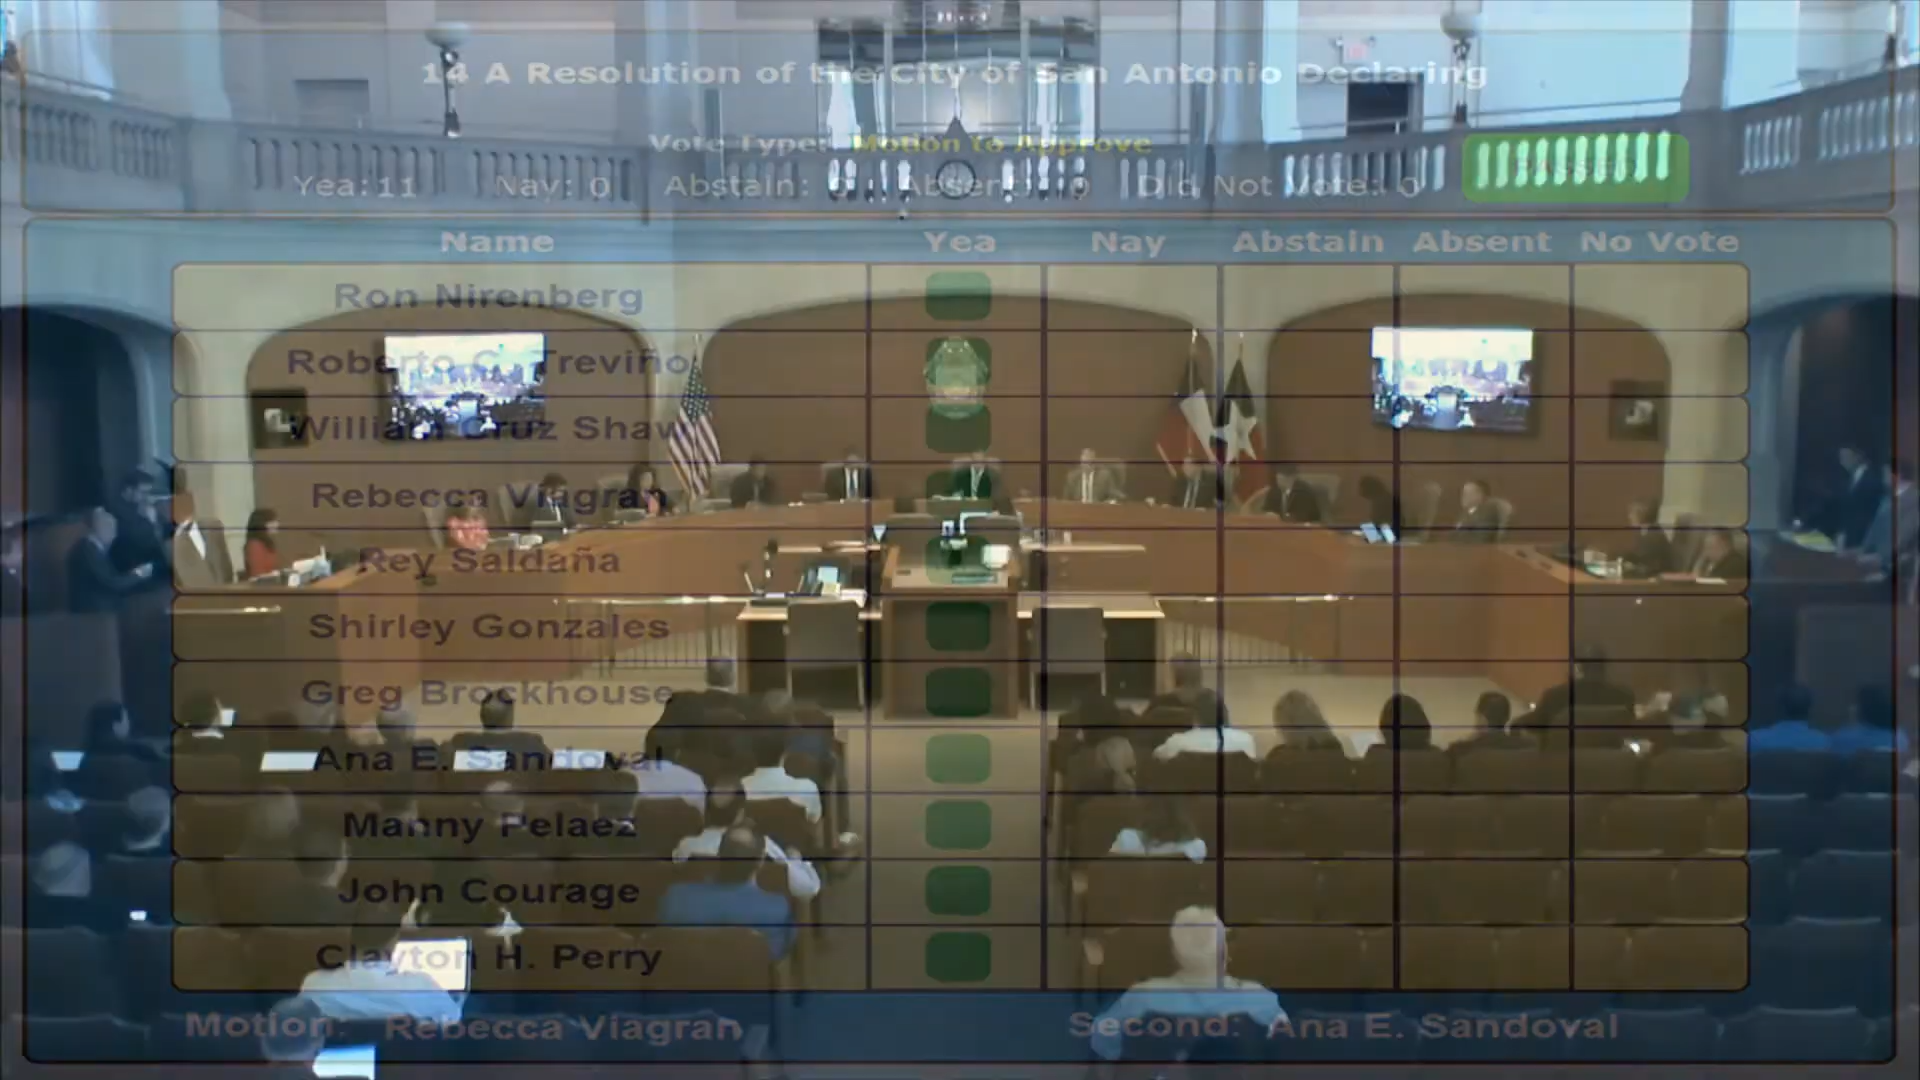 14 A Resolution of the City of San Antonio Declaring
Vote Type: Motion to Approve
Yea: 11 Nay: 0 Abstain: Absent: 0 Did Not Vote: 0
Name Yea Nay Abstain Absent No Vote
Ron Nirenberg
Roberto C. Treviño
William Cruz Shaw
Rebecca Viagran
Rey Saldaña
Shirley Gonzales
Greg Brockhouse
Ana E. Sandoval
Manny Pelaez
John Courage
Clayton H. Perry
Motion: Rebecca Viagran Second: Ana E. Sandoval